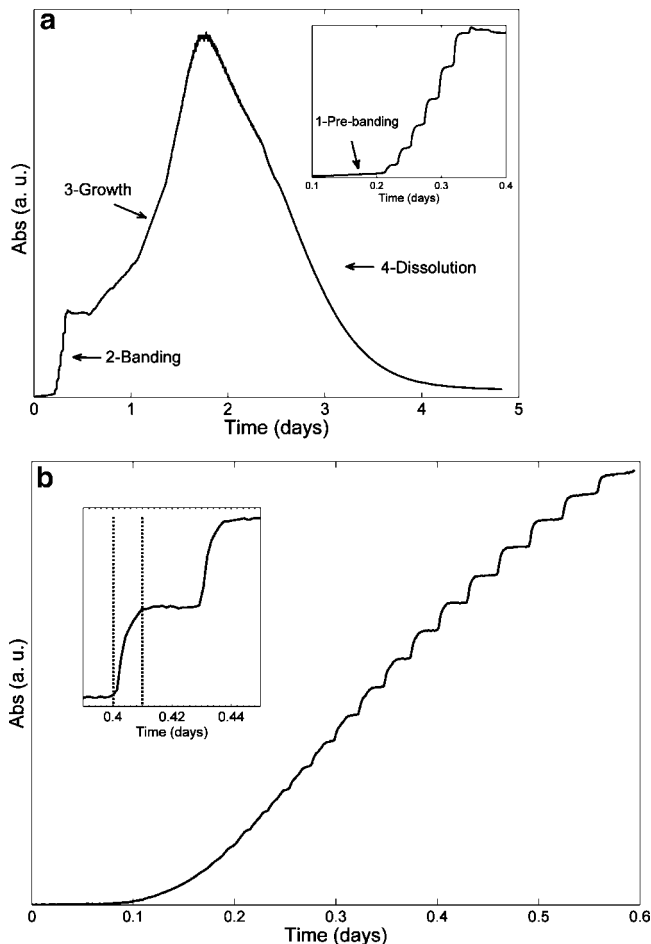 a
Abs (a. u.)
3-Growth
2-Banding
4-Dissolution
0 1 2 3 4 5
Time (days)
1-Pre-banding
0.1 0.2 0.3 0.4
Time (days)
b
Abs (a. u.)
0.4 0.42 0.44
Time (days)
0 0.1 0.2 0.3 0.4 0.5 0.6
Time (days)